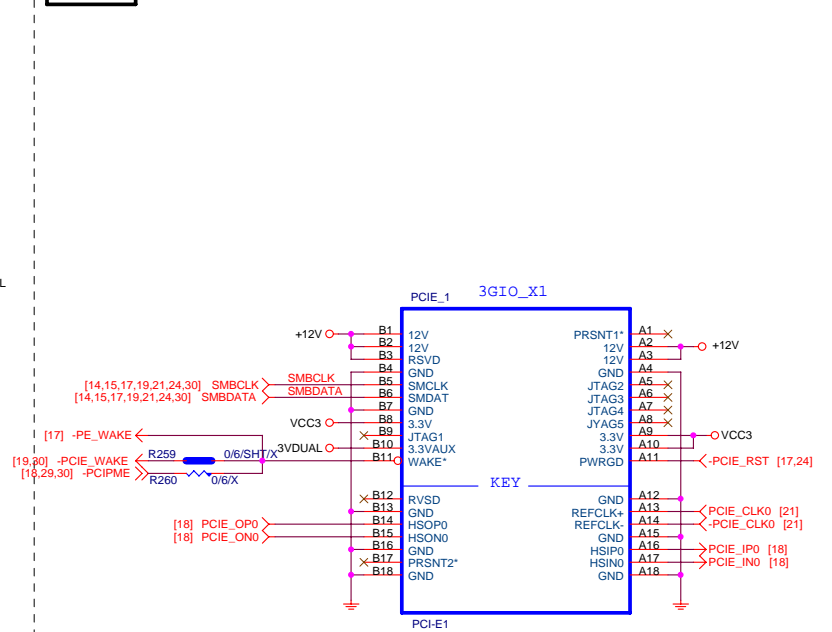 L
PCIE_1 3GIO_X1
+12V B1 12V PRSNT1* A1
B2 12V 12V A2 +12V
B3 RSVD 12V A3
B4 GND GND A4
[14,15,17,19,21,24,30] SMBCLK SMBCLK B5 SMCLK JTAG2 A5
[14,15,17,19,21,24,30] SMBDATA SMBDATA B6 SMDAT JTAG3 A6
B7 GND JTAG4 A7
VCC3 B8 3.3V JYAG5 A8
[17] -PE_WAKE B9 JTAG1 3.3V A9 VCC3
3VDUAL B10 3.3VAUX 3.3V A10
[19,30] -PCIE_WAKE R259 0/6/SHT/X B11 WAKE* PWRGD A11 -PCIE_RST [17,24]
[18,29,30] -PCIPME R260 0/6/X
KEY
B12 RVSD GND A12
B13 GND REFCLK+ A13 PCIE_CLK0 [21]
[18] PCIE_OP0 B14 HSOP0 REFCLK- A14 -PCIE_CLK0 [21]
[18] PCIE_ON0 B15 HSON0 GND A15
B16 GND HSIP0 A16 PCIE_IP0 [18]
B17 PRSNT2* HSIN0 A17 PCIE_IN0 [18]
B18 GND GND A18
PCI-E1